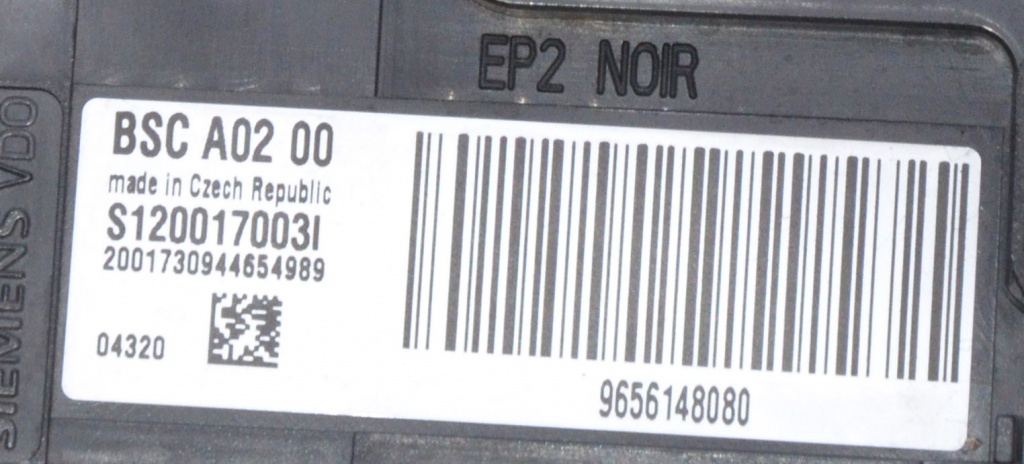 EP2 NOIR
SIEMENS VDO
BSC A02 00
made in Czech Republic
S120017003I
2001730944654989
04320
9656148080